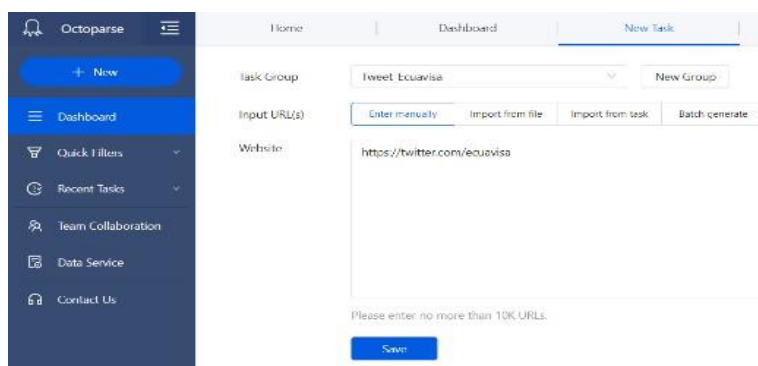 Octoparse
Home
Dashboard
New Task
+ New
Task Group
Tweet Ecuavisa
New Group
Dashboard
Input URL(s)
Enter manually
Import from file
Import from task
Batch generate
Quick Filters
Website
https://twitter.com/ecuavisa
Recent Tasks
Team Collaboration
Data Service
Contact Us
Please enter no more than 10K URLs.
Save